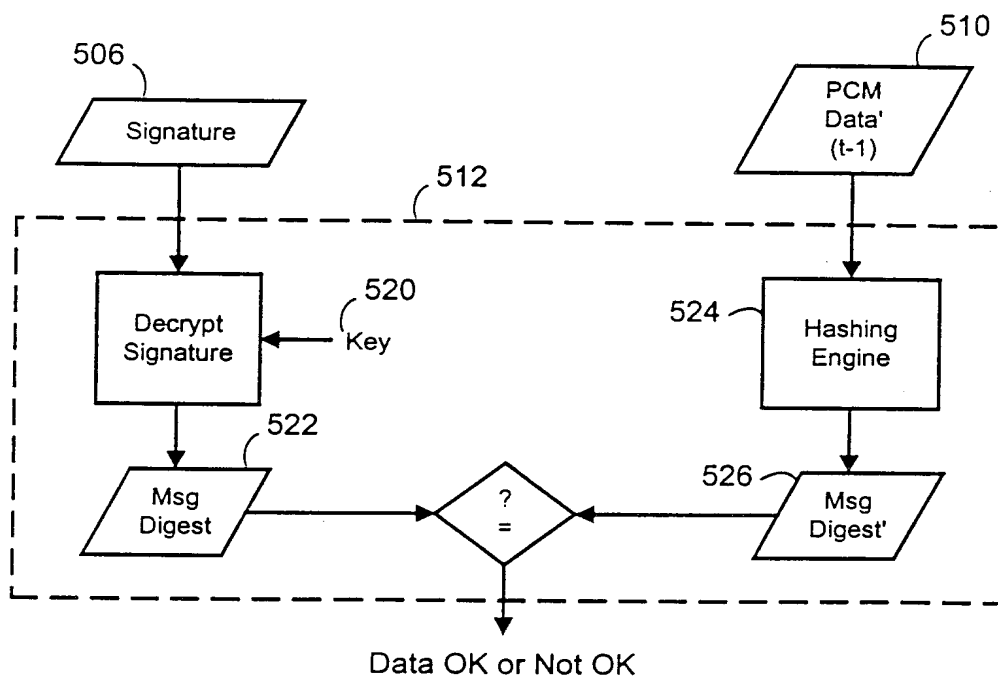 506
Signature
510
PCM
Data'
(t-1)
512
Decrypt
Signature
520
Key
524
Hashing
Engine
522
Msg
Digest
?
=
526
Msg
Digest'
Data OK or Not OK